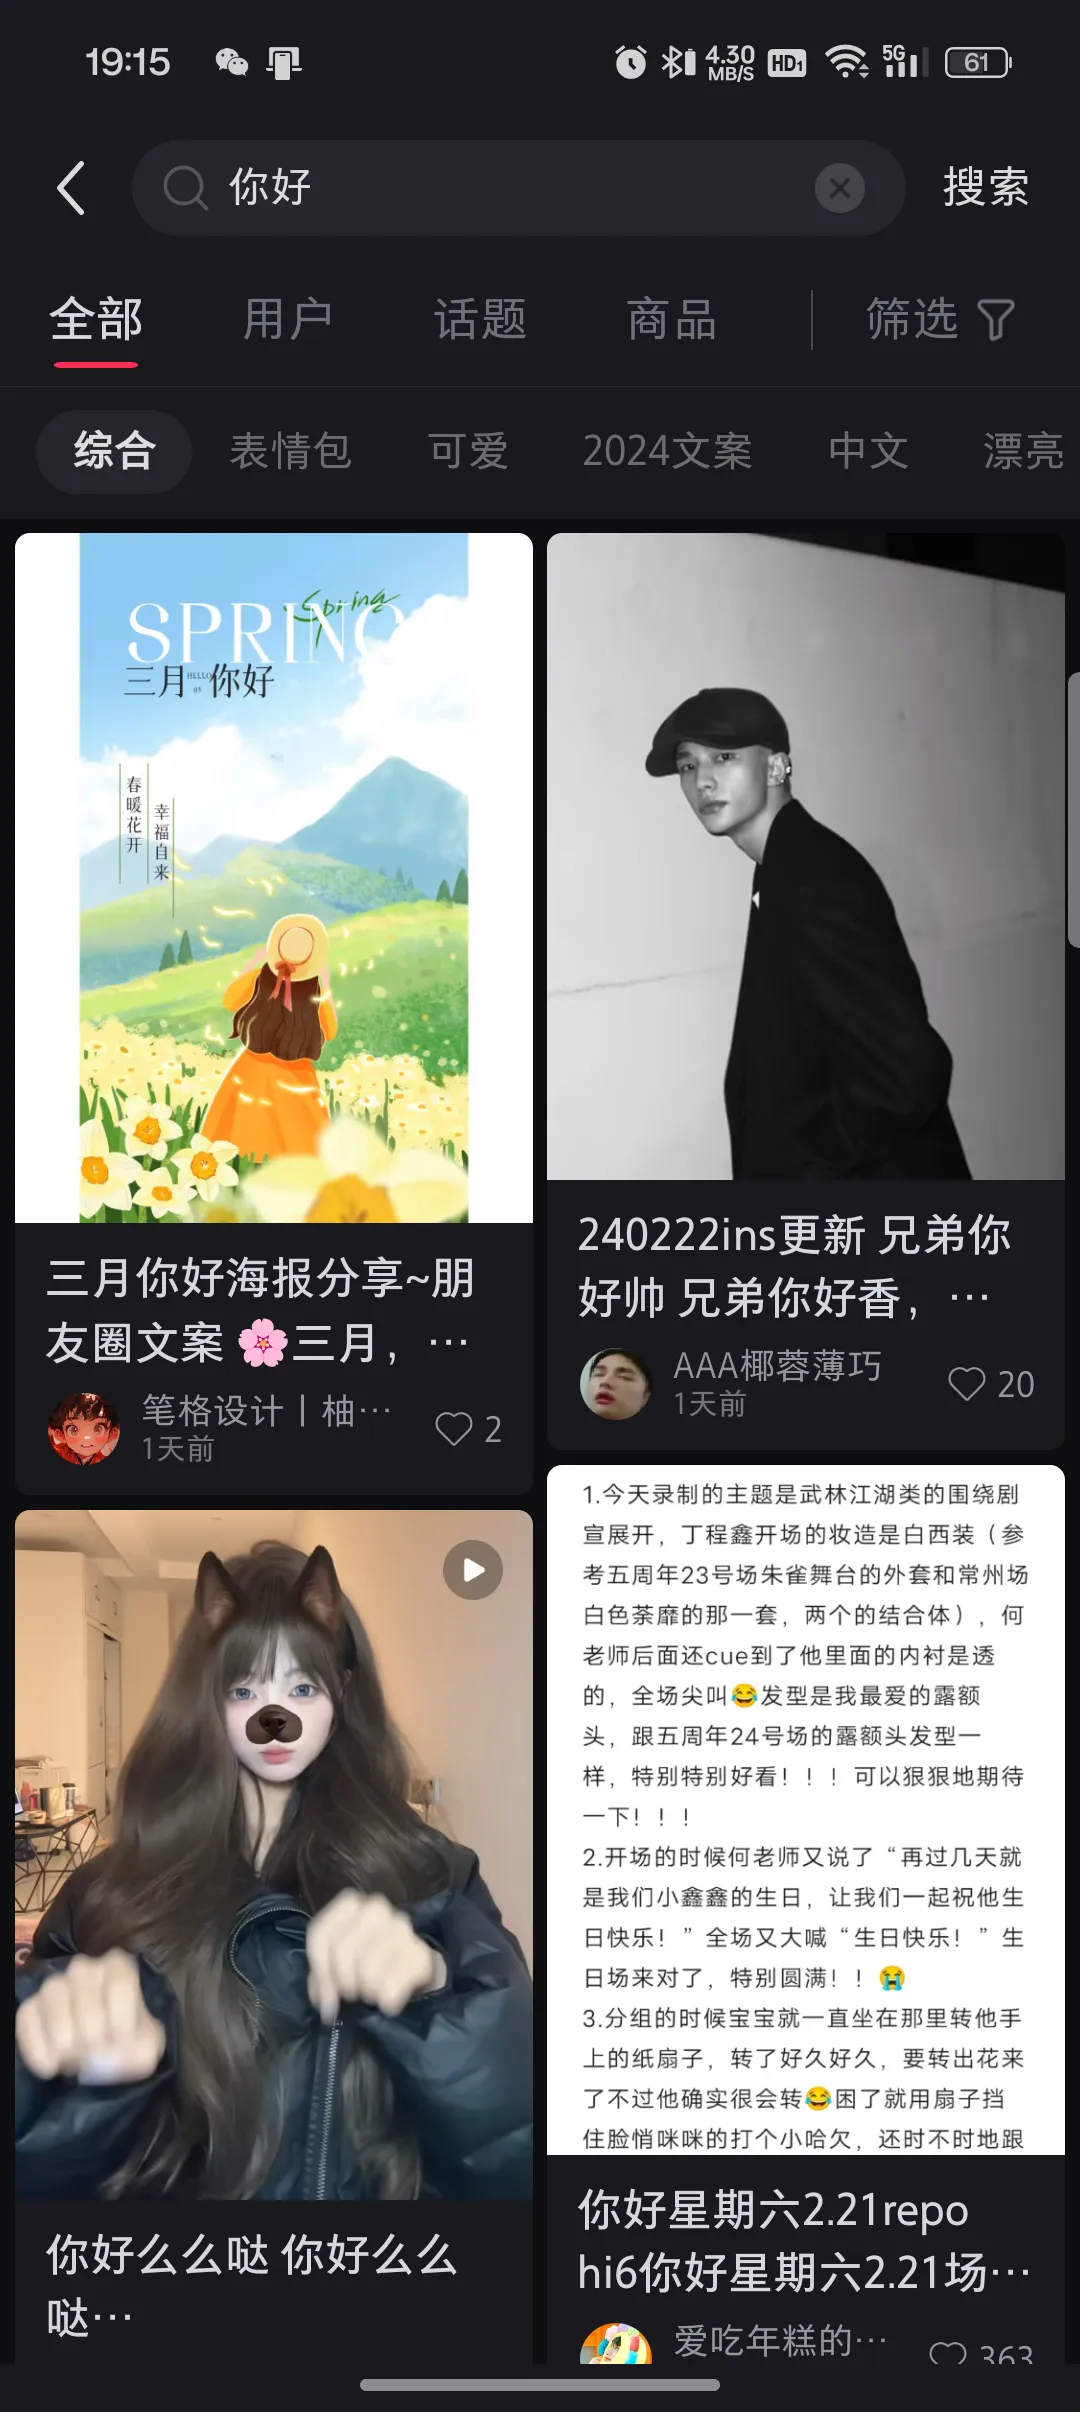 19:15
4.30 MB/S
HD1
5G
61
你好
搜索
全部 用户 话题 商品 筛选
综合 表情包 可爱 2024文案 中文 漂亮
SPRING
Spring
三月 HELLO 03 你好
春暖花开
幸福自来
三月你好海报分享~朋
友圈文案 🌸三月，…
笔格设计丨柚…
1天前
2
240222ins更新 兄弟你
好帅 兄弟你好香，…
AAA椰蓉薄巧
1天前
20
1.今天录制的主题是武林江湖类的围绕剧
宣展开，丁程鑫开场的妆造是白西装（参
考五周年23号场朱雀舞台的外套和常州场
白色荼靡的那一套，两个的结合体），何
老师后面还cue到了他里面的内衬是透
的，全场尖叫😂发型是我最爱的露额
头，跟五周年24号场的露额头发型一
样，特别特别好看！！！可以狠狠地期待
一下！！！
2.开场的时候何老师又说了“再过几天就
是我们小鑫鑫的生日，让我们一起祝他生
日快乐！”全场又大喊“生日快乐！”生
日场来对了，特别圆满！！😭
3.分组的时候宝宝就一直坐在那里转他手
上的纸扇子，转了好久好久，要转出花来
了不过他确实很会转😂困了就用扇子挡
住脸悄咪咪的打个小哈欠，还时不时地跟
你好么么哒 你好么么
哒…
你好星期六2.21repo
hi6你好星期六2.21场…
爱吃年糕的…
363